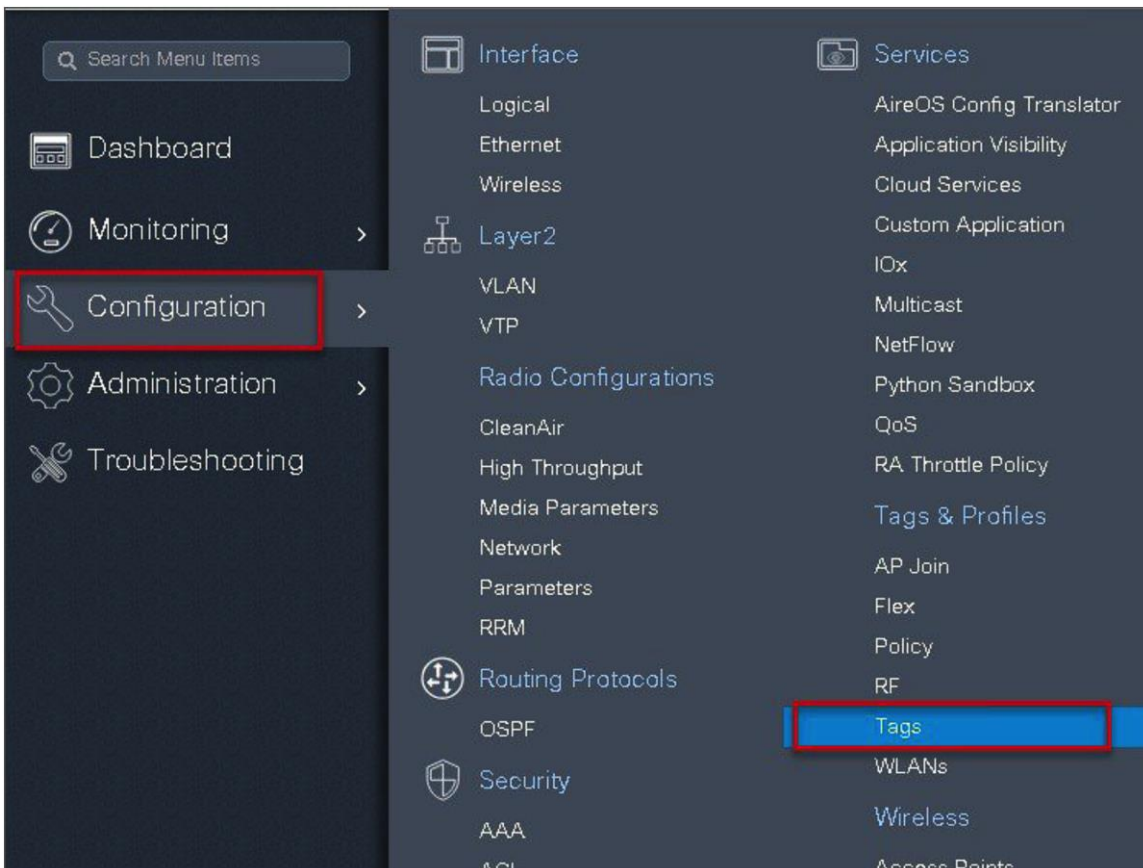 Search Menu Items
Dashboard
Monitoring
Configuration
Administration
Troubleshooting
Interface
Logical
Ethernet
Wireless
Layer2
VLAN
VTP
Radio Configurations
CleanAir
High Throughput
Media Parameters
Network
Parameters
RRM
Routing Protocols
OSPF
Security
AAA
ACL
Services
AireOS Config Translator
Application Visibility
Cloud Services
Custom Application
IOx
Multicast
NetFlow
Python Sandbox
QoS
RA Throttle Policy
Tags & Profiles
AP Join
Flex
Policy
RF
Tags
WLANs
Wireless
Access Points